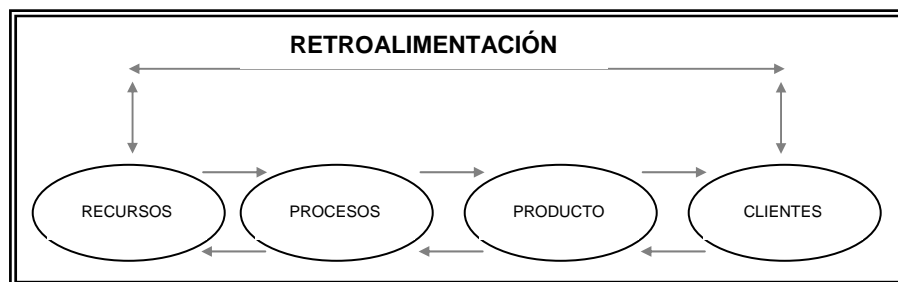 RETROALIMENTACIÓN
RECURSOS PROCESOS PRODUCTO CLIENTES